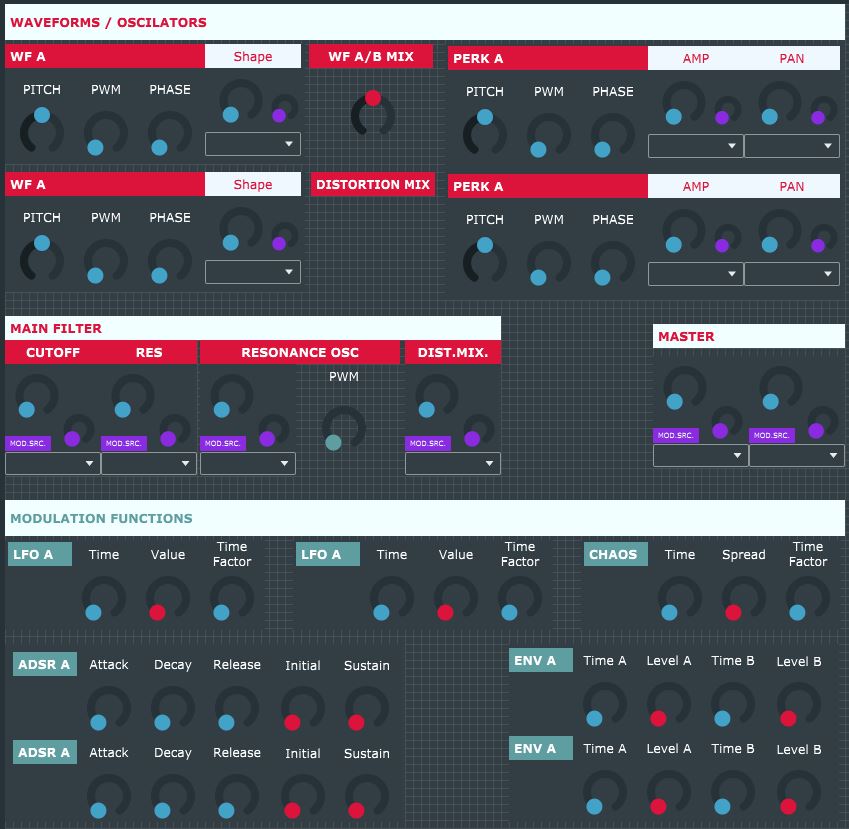 WAVEFORMS / OSCILATORS
WF A Shape WF A/B MIX PERK A AMP PAN
PITCH PWM PHASE PITCH PWM PHASE
WF A Shape DISTORTION MIX PERK A AMP PAN
PITCH PWM PHASE PITCH PWM PHASE
MAIN FILTER
MASTER
CUTOFF RES RESONANCE OSC DIST.MIX.
PWM
MOD.SRC. MOD.SRC. MOD.SRC. MOD.SRC. MOD.SRC. MOD.SRC.
MODULATION FUNCTIONS
LFO A Time Value Time Factor LFO A Time Value Time Factor CHAOS Time Spread Time Factor
ADSR A Attack Decay Release Initial Sustain ENV A Time A Level A Time B Level B
ADSR A Attack Decay Release Initial Sustain ENV A Time A Level A Time B Level B